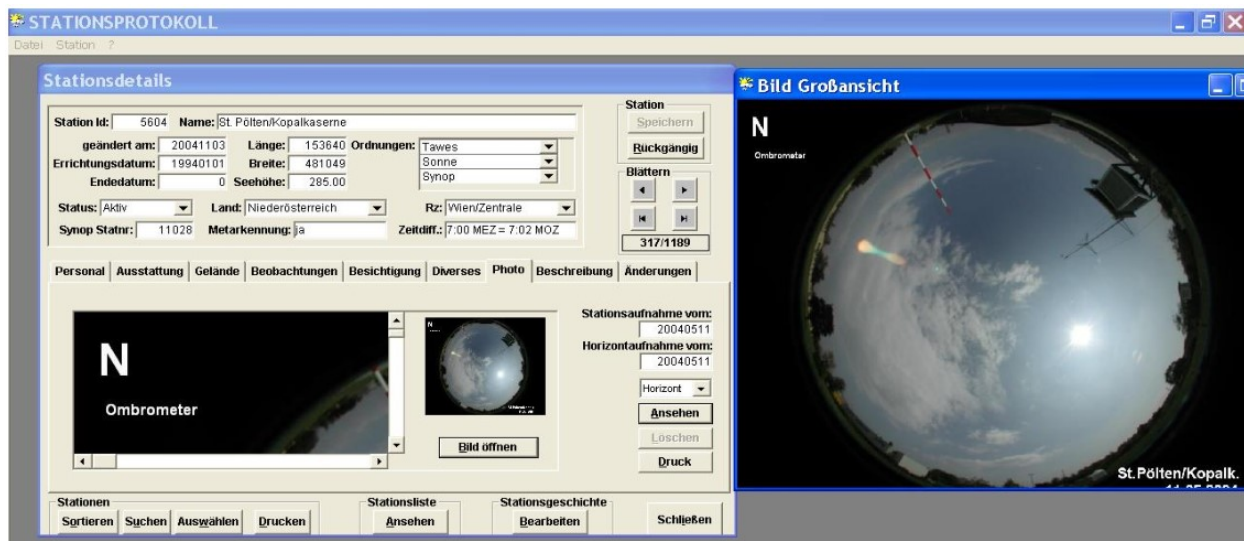 STATIONSPROTOKOLL
Datei Station ?
Stationsdetails
Station Id: 5604 Name: St. Pölten/Kopalkaserne
geändert am: 20041103 Länge: 153640 Ordnungen: Tawes
Errichtungsdatum: 19940101 Breite: 481049 Sonne
Endedatum: 0 Seehöhe: 285.00 Synop
Status: Aktiv Land: Niederösterreich Rz: Wien/Zentrale
Synop Statnr: 11028 Metarkennung: ja Zeitdiff.: 7:00 MEZ = 7:02 MOZ
Station
Speichern
Rückgängig
Blättern
317/1189
Personal Ausstattung Gelände Beobachtungen Besichtigung Diverses Photo Beschreibung Änderungen
N
Ombrometer
N
Bild öffnen
Stationsaufnahme vom:
20040511
Horizontaufnahme vom:
20040511
Horizont
Ansehen
Löschen
Druck
Stationen
Sortieren Suchen Auswählen Drucken
Stationsliste
Ansehen
Stationsgeschichte
Bearbeiten
Schließen
Bild Großansicht
N
Ombrometer
St.Pölten/Kopalk.